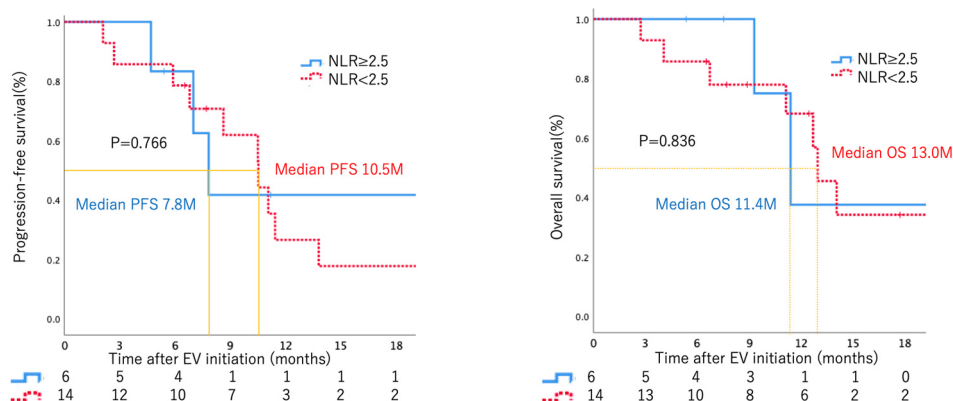 Progression-free survival(%)
1.0
0.8
0.6
0.4
0.2
0.0
NLR≥2.5
NLR<2.5
P=0.766
Median PFS 10.5M
Median PFS 7.8M
0 3 6 9 12 15 18
Time after EV initiation (months)
6 5 4 1 1 1 1
14 12 10 7 3 2 2
Overall survival(%)
1.0
0.8
0.6
0.4
0.2
0.0
NLR≥2.5
NLR<2.5
P=0.836
Median OS 13.0M
Median OS 11.4M
0 3 6 9 12 15 18
Time after EV initiation (months)
6 5 4 3 1 1 0
14 13 10 8 6 2 2